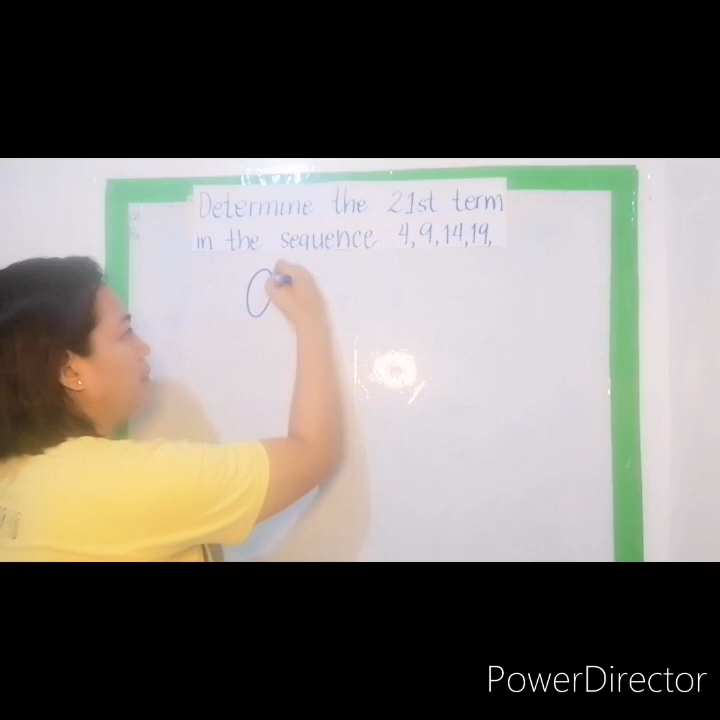 Determine the 21st term
in the sequence 4,9,14,19,
PowerDirector